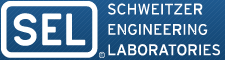 SEL
©
SCHWEITZER
ENGINEERING
LABORATORIES